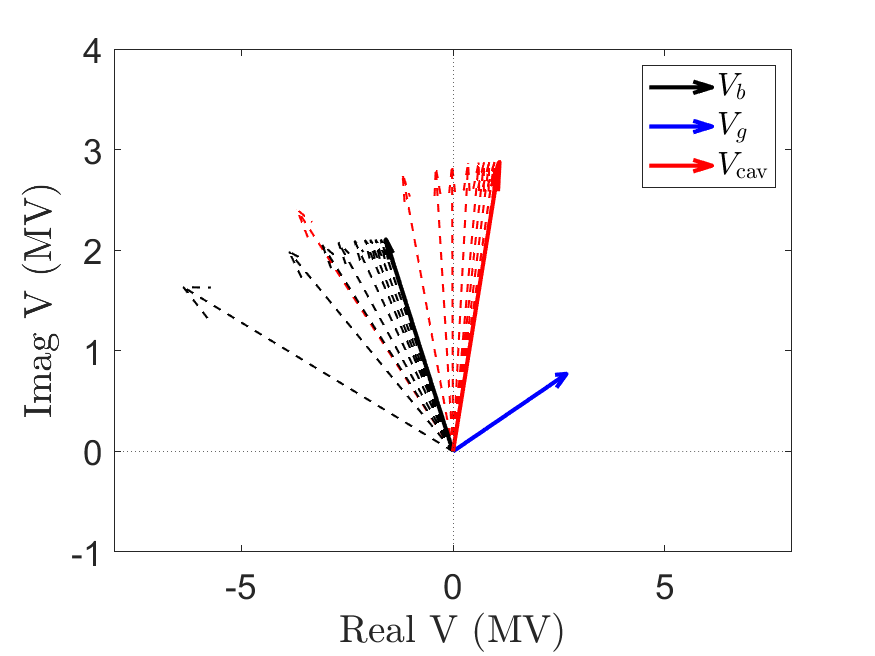 4
3
2
1
0
-1
-5
0
5
Real V (MV)
Imag V (MV)
V_b
V_g
V_cav